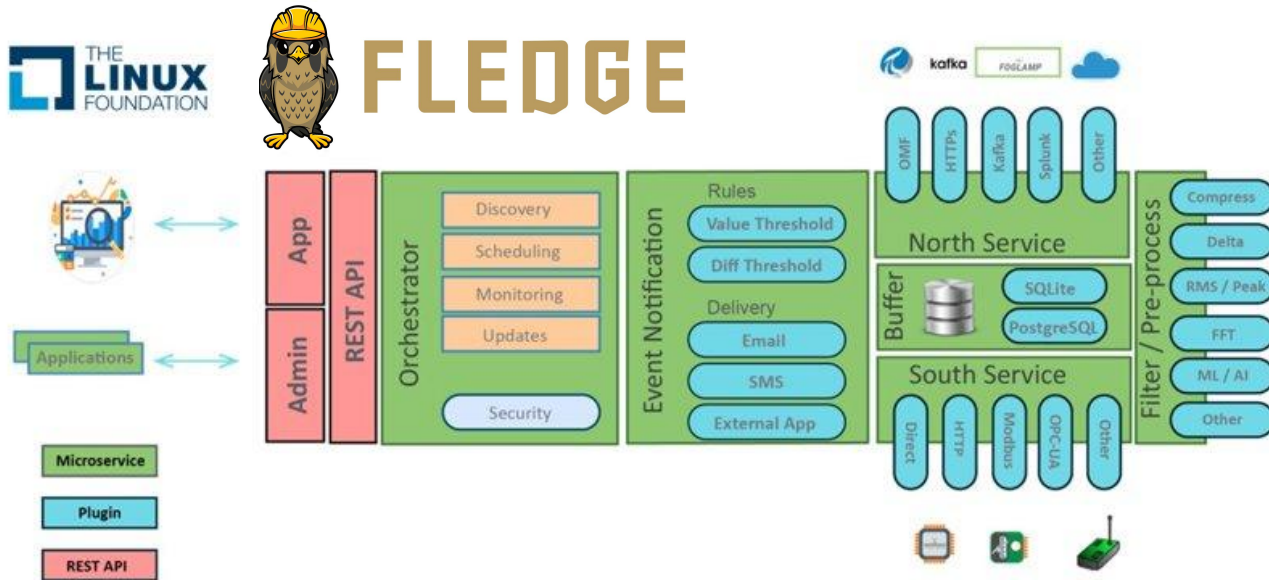 THE
LINUX
FOUNDATION
FLEDGE
kafka
FOGLAMP
OMF
HTTPs
Kafka
Splunk
Other
North Service
App
Admin
REST API
Orchestrator
Discovery
Scheduling
Monitoring
Updates
Security
Event Notification
Rules
Value Threshold
Diff Threshold
Delivery
Email
SMS
External App
Buffer
SQLite
PostgreSQL
South Service
Direct
HTTP
Modbus
OPC-UA
Other
Filter / Pre-process
Compress
Delta
RMS / Peak
FFT
ML / AI
Other
Applications
Microservice
Plugin
REST API